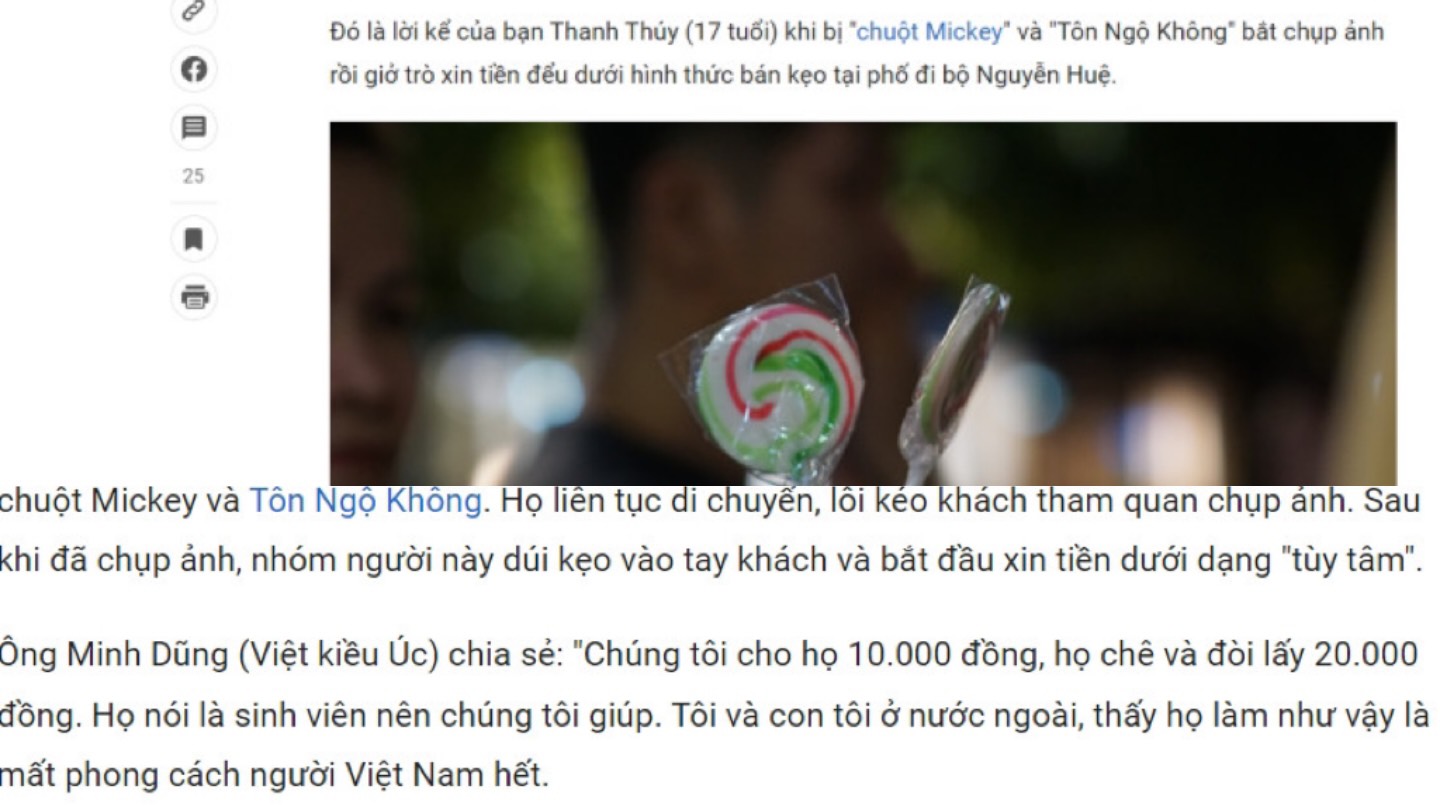 Đó là lời kể của bạn Thanh Thúy (17 tuổi) khi bị "chuột Mickey" và "Tôn Ngộ Không" bắt chụp ảnh
rồi giở trò xin tiền đểu dưới hình thức bán kẹo tại phố đi bộ Nguyễn Huệ.
25
chuột Mickey và Tôn Ngộ Không. Họ liên tục di chuyển, lôi kéo khách tham quan chụp ảnh. Sau
khi đã chụp ảnh, nhóm người này dúi kẹo vào tay khách và bắt đầu xin tiền dưới dạng "tùy tâm".
Ông Minh Dũng (Việt kiều Úc) chia sẻ: "Chúng tôi cho họ 10.000 đồng, họ chê và đòi lấy 20.000
đồng. Họ nói là sinh viên nên chúng tôi giúp. Tôi và con tôi ở nước ngoài, thấy họ làm như vậy là
mất phong cách người Việt Nam hết.